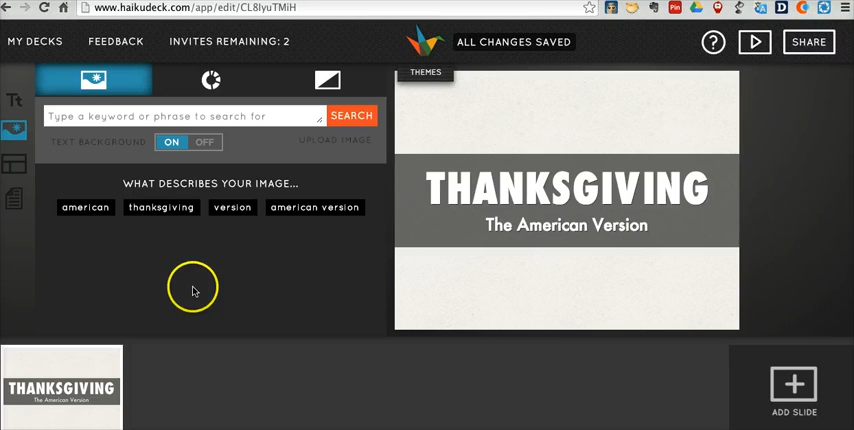 www.haikudeck.com/app/edit/CL8IyuTMiH
MY DECKS
FEEDBACK
INVITES REMAINING: 2
ALL CHANGES SAVED
SHARE
THEMES
Tt
Type a keyword or phrase to search for
SEARCH
TEXT BACKGROUND
ON
OFF
UPLOAD IMAGE
WHAT DESCRIBES YOUR IMAGE...
american
thanksgiving
version
american version
THANKSGIVING
The American Version
THANKSGIVING
The American Version
ADD SLIDE